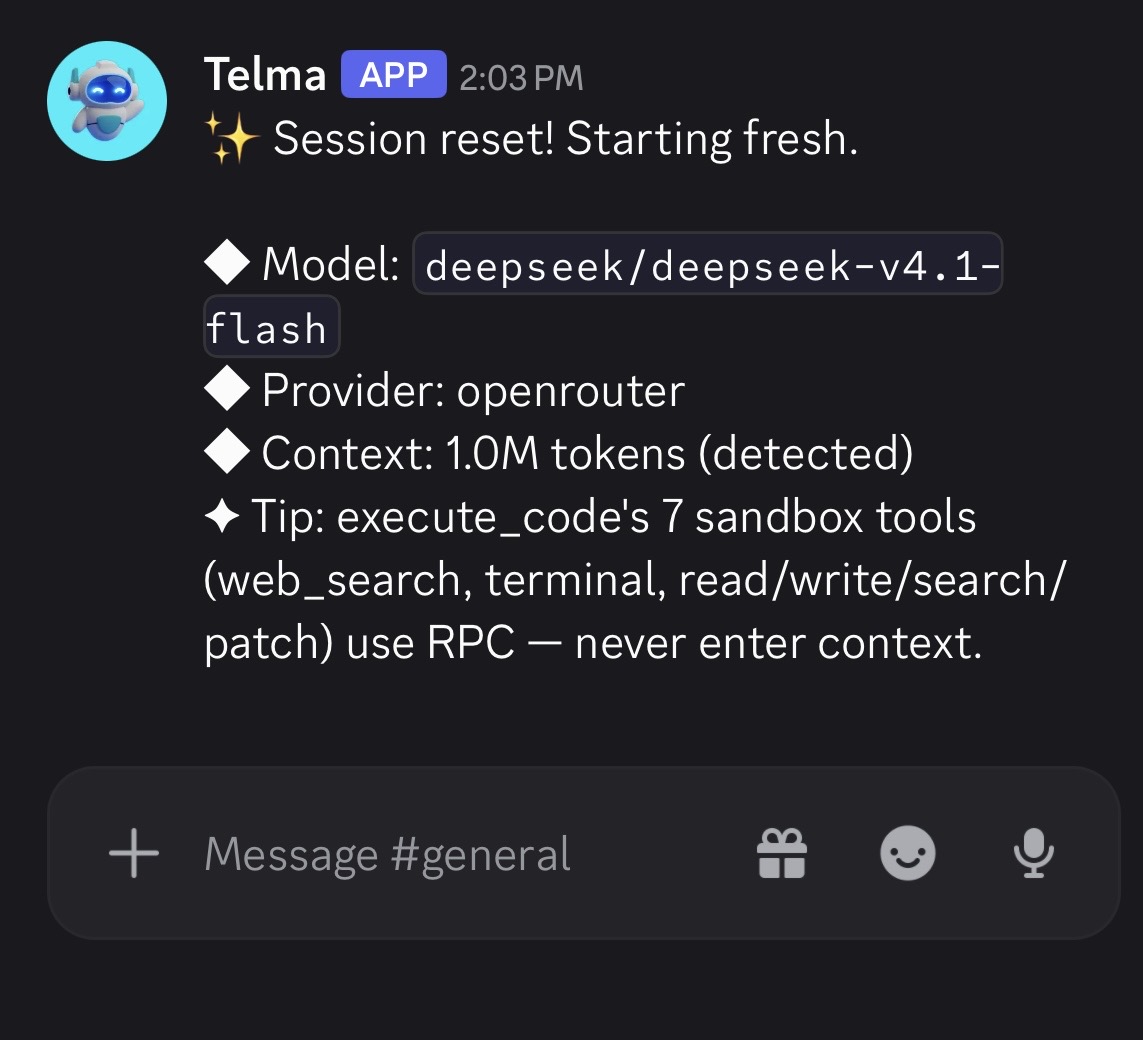 Telma APP 2:03 PM
✨ Session reset! Starting fresh.
◆ Model: deepseek/deepseek-v4.1-
flash
◆ Provider: openrouter
◆ Context: 1.0M tokens (detected)
✦ Tip: execute_code's 7 sandbox tools
(web_search, terminal, read/write/search/
patch) use RPC — never enter context.
Message #general